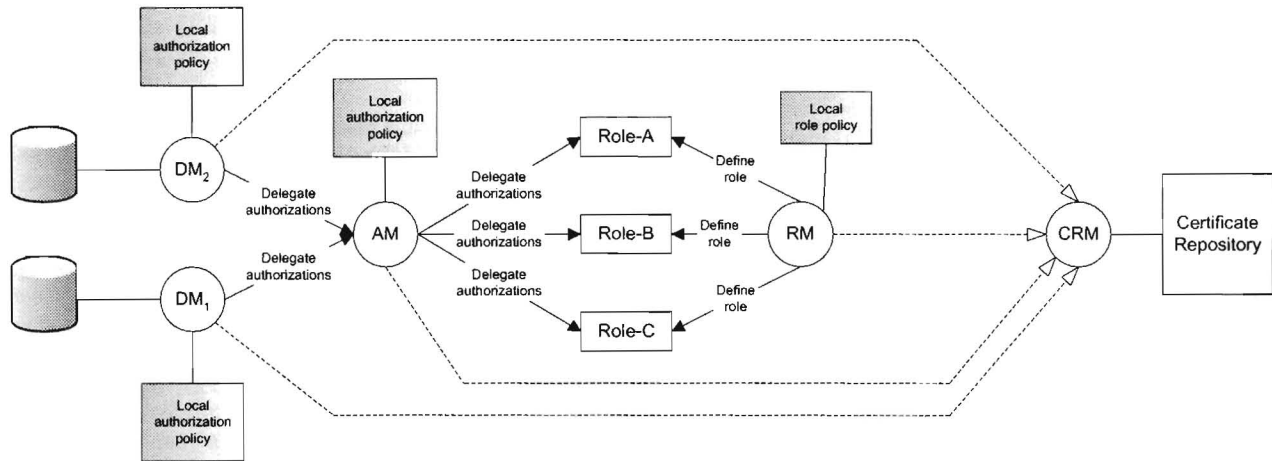 Local
authorization
policy
Local
authorization
policy
Local
role policy
DM2
Delegate
authorizations
Delegate
authorizations
Role-A
Define
role
AM
Delegate
authorizations
Role-B
Define
role
RM
CRM
Certificate
Repository
Delegate
authorizations
DM1
Delegate
authorizations
Role-C
Define
role
Local
authorization
policy